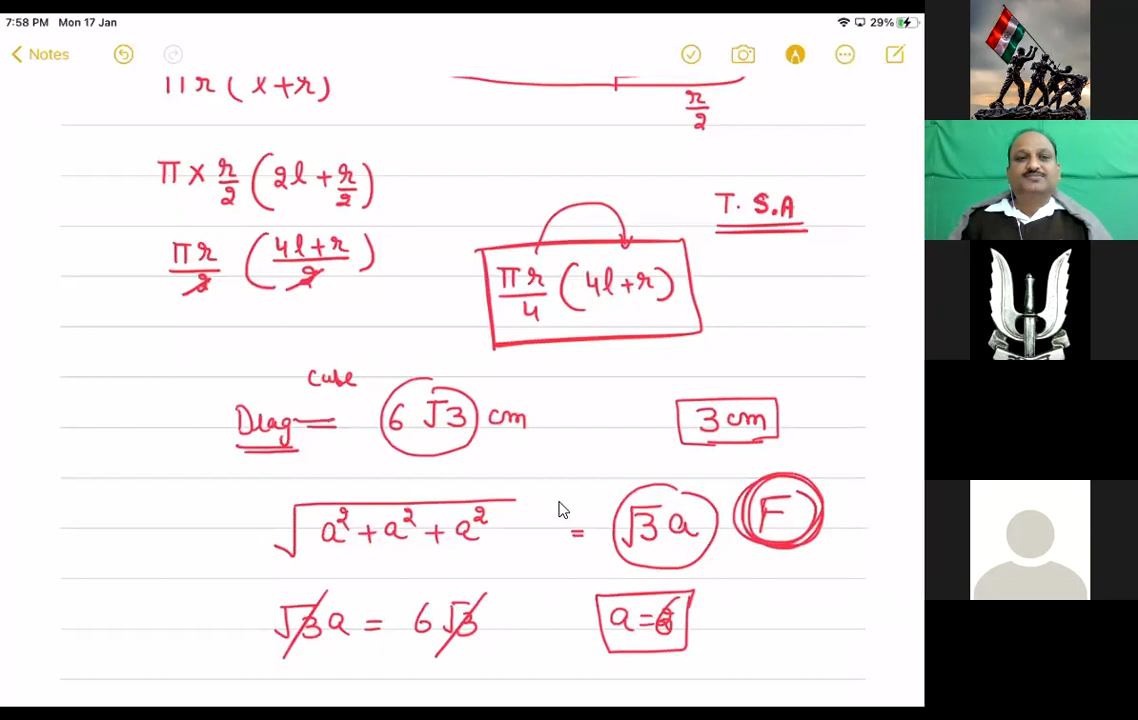 7:58 PM Mon 17 Jan
29%
Notes
πr (x+r)
r/2
π × r/2 (2l + r/2)
T.S.A
πr/2 (4l+r/2)
πr/4 (4l+r)
Cube
Diag = 6√3 cm
3 cm
√(a²+a²+a²) = √3 a
F
√3a = 6√3
a=6